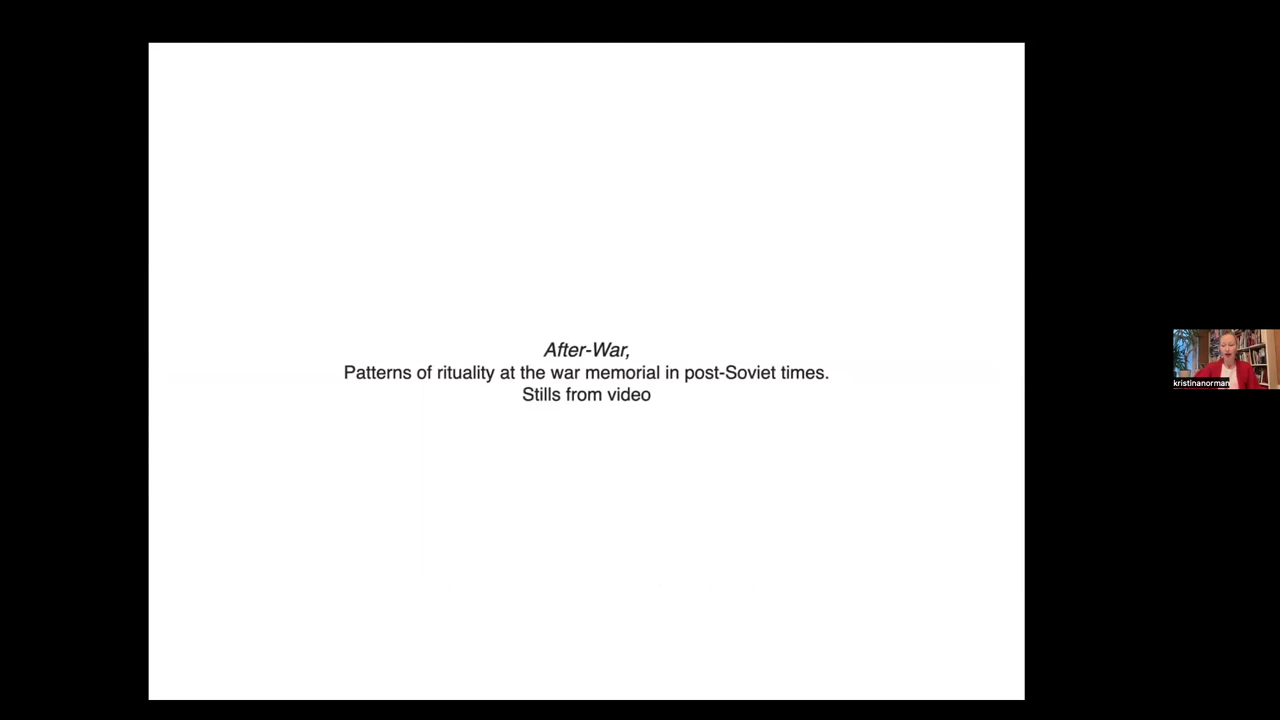 After-War,
Patterns of rituality at the war memorial in post-Soviet times.
Stills from video
kristinanorman